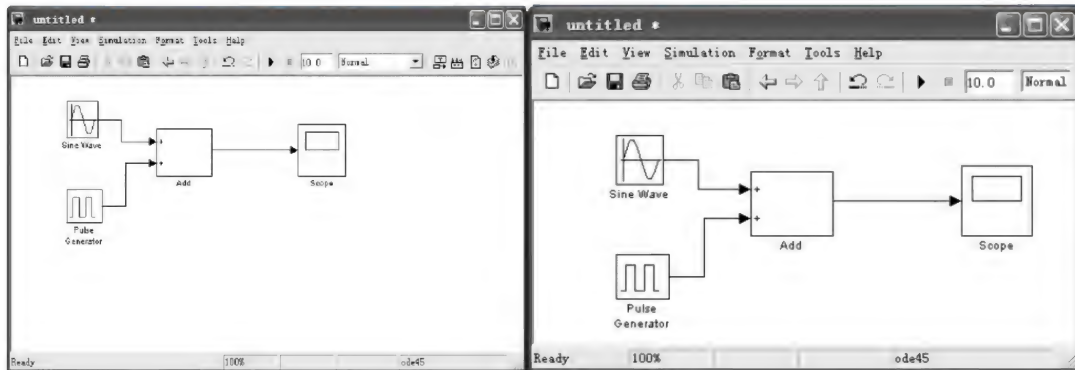 untitled *
File Edit View Simulation Format Tools Help
10.0 Normal
Sine Wave
+
+
Add
Scope
Pulse
Generator
Ready 100% ode45
untitled *
File Edit View Simulation Format Tools Help
10.0 Normal
Sine Wave
+
+
Add
Scope
Pulse
Generator
Ready 100% ode45